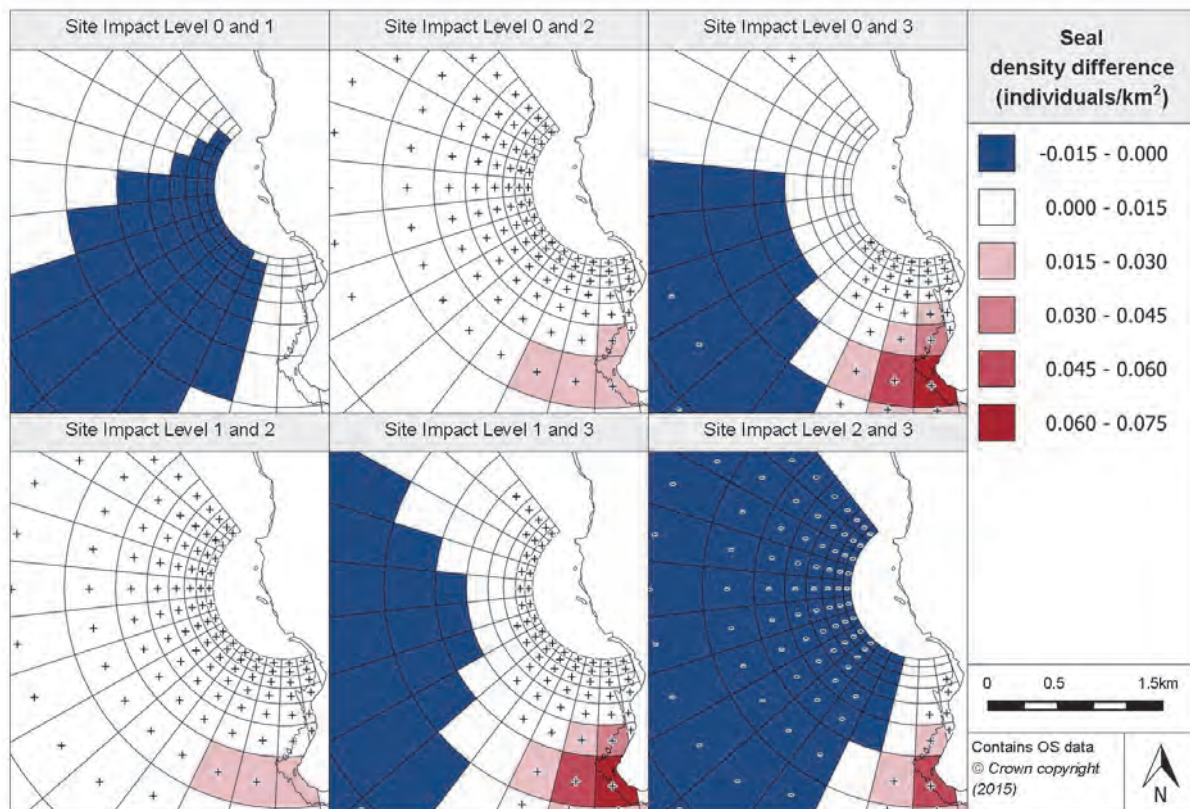 Site Impact Level 0 and 1
Site Impact Level 0 and 2
Site Impact Level 0 and 3
Site Impact Level 1 and 2
Site Impact Level 1 and 3
Site Impact Level 2 and 3
Seal
density difference
(individuals/km²)
-0.015 - 0.000
0.000 - 0.015
0.015 - 0.030
0.030 - 0.045
0.045 - 0.060
0.060 - 0.075
0 0.5 1.5km
Contains OS data
© Crown copyright
(2015)
N